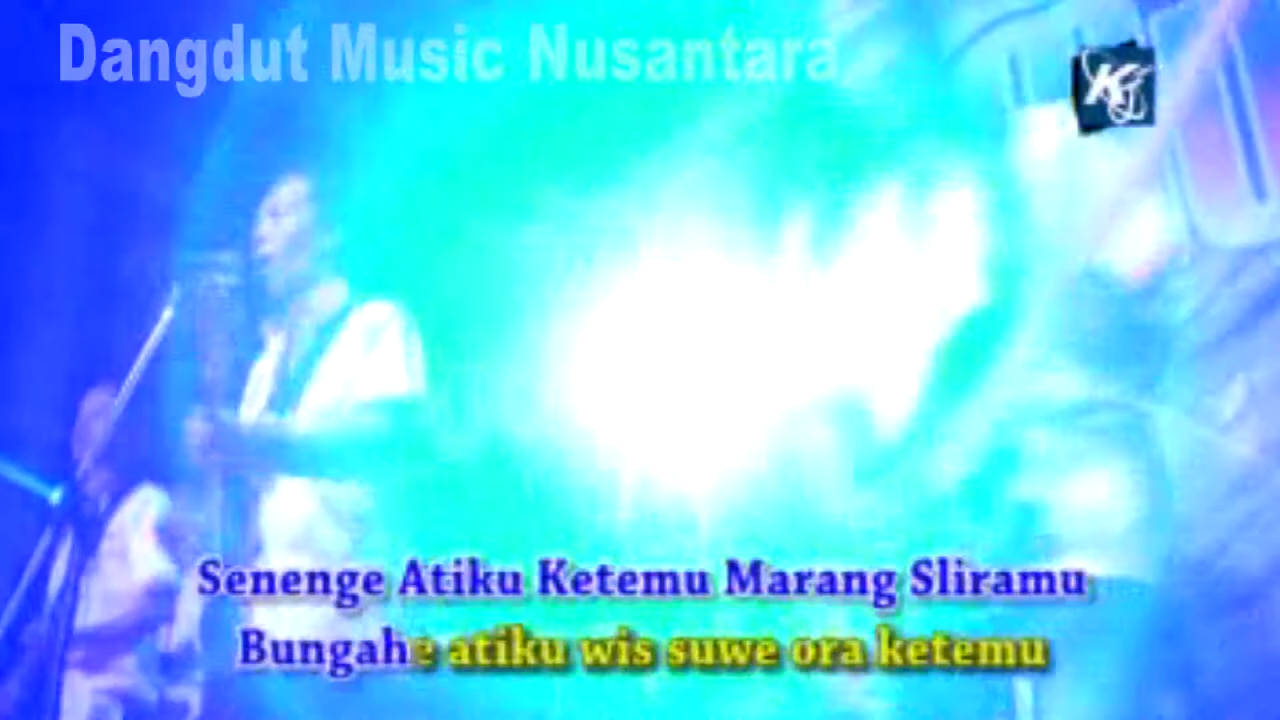 Dangdut Music Nusantara
Senenge Atiku Ketemu Marang Sliramu
Bungahe atiku wis suwe ora ketemu